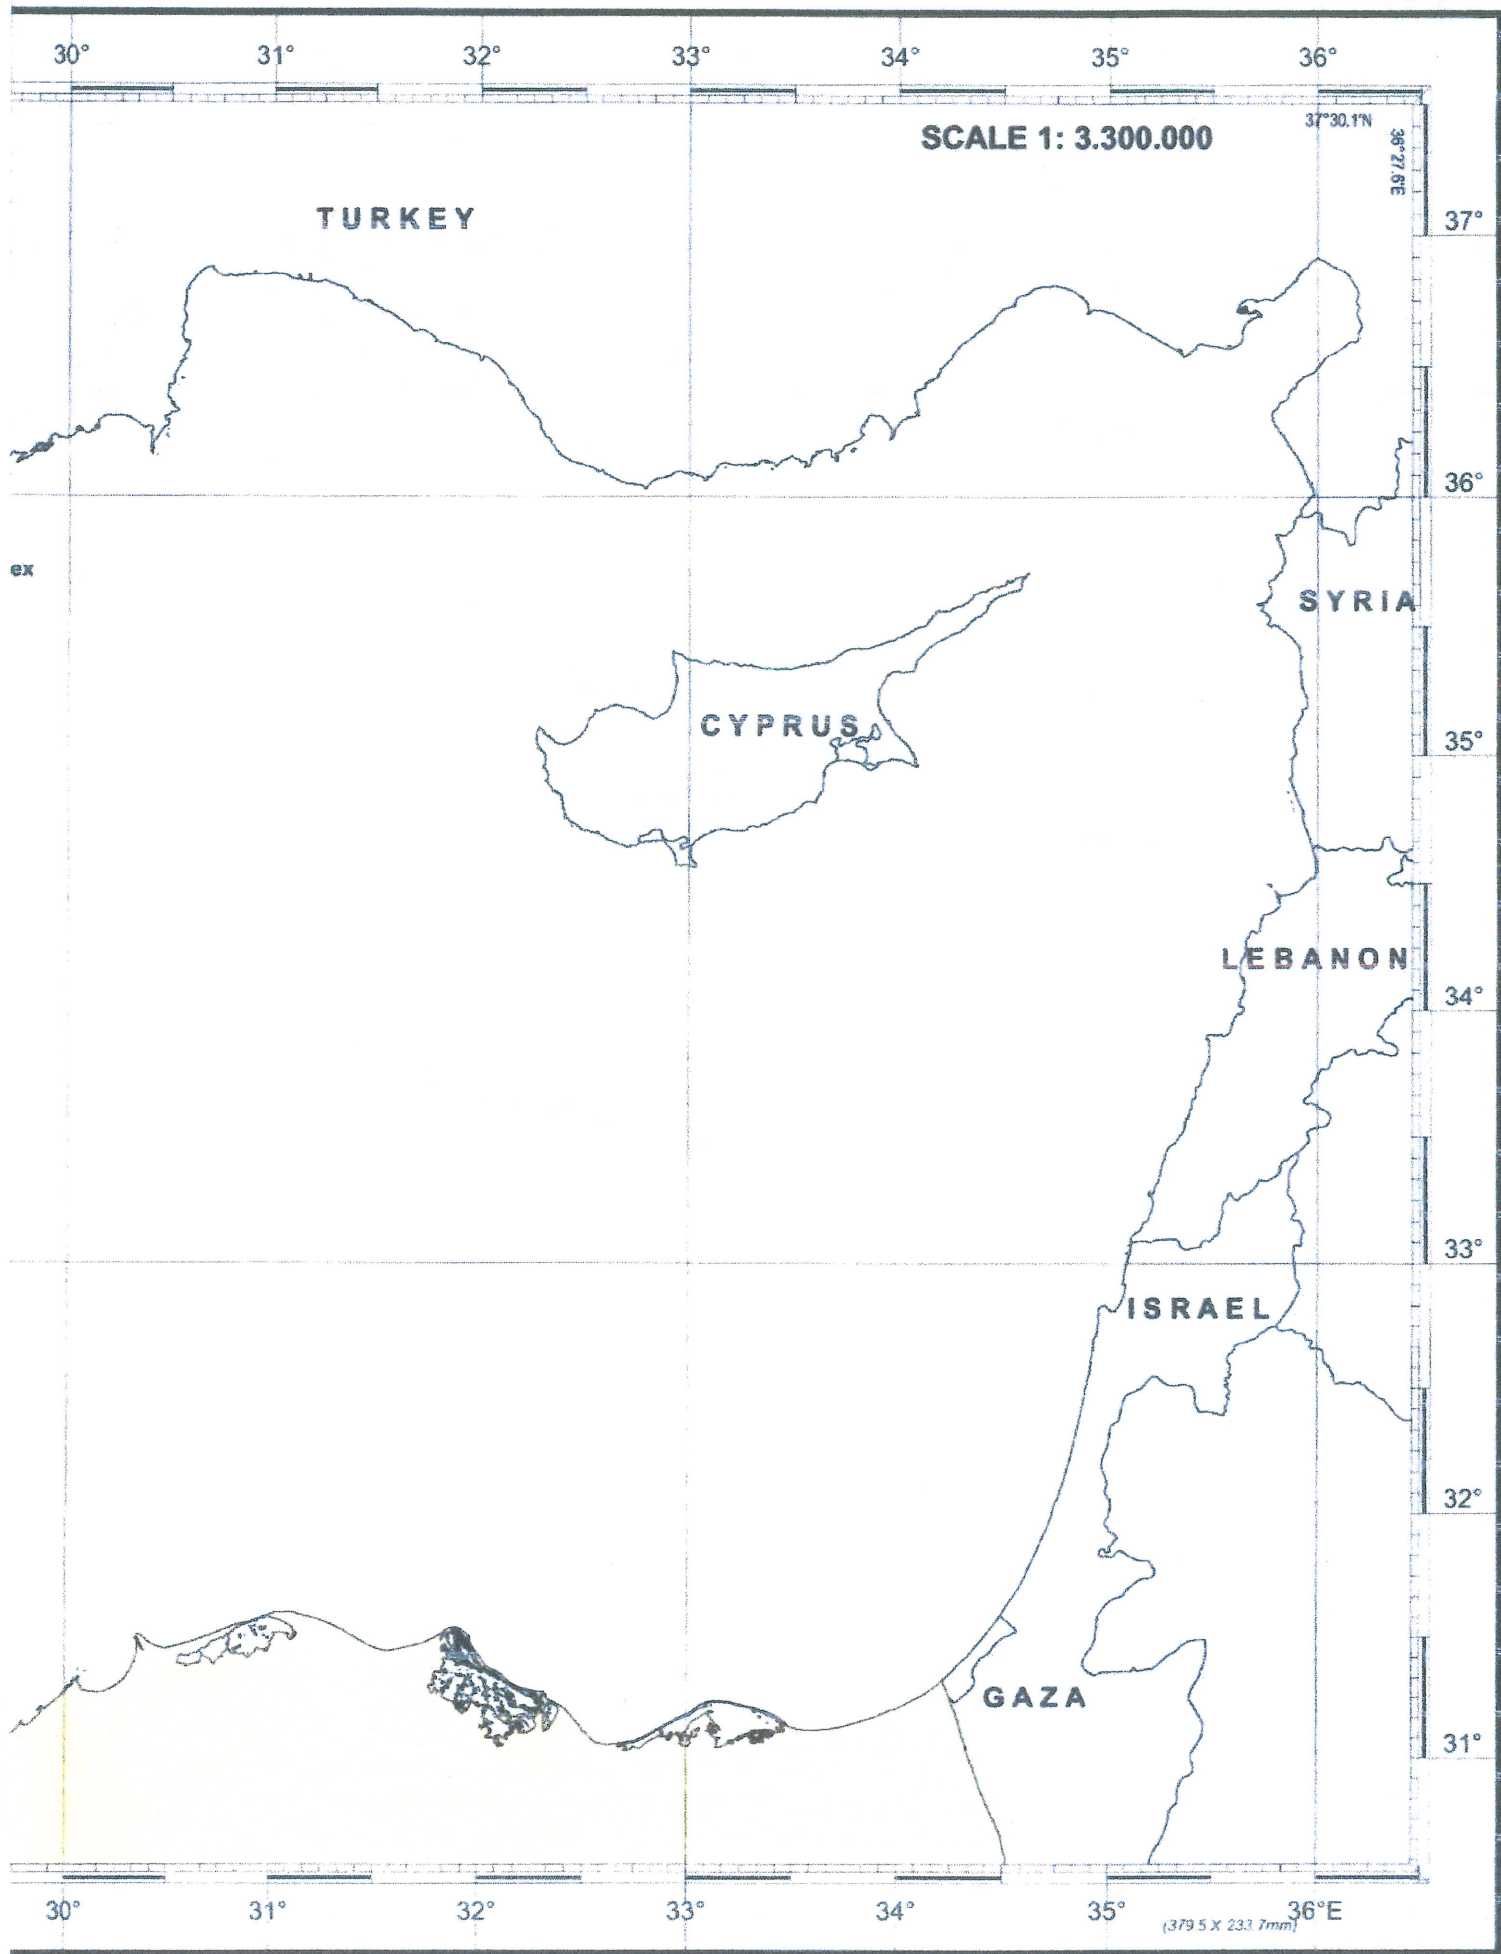 30° 31° 32° 33° 34° 35° 36°
SCALE 1: 3.300.000
37°30.1'N
36°27.6'E
TURKEY
37°
36°
ex
SYRIA
CYPRUS
35°
LEBANON
34°
33°
ISRAEL
32°
GAZA
31°
30° 31° 32° 33° 34° 35° 36°E
(379.5 X 233.7mm)